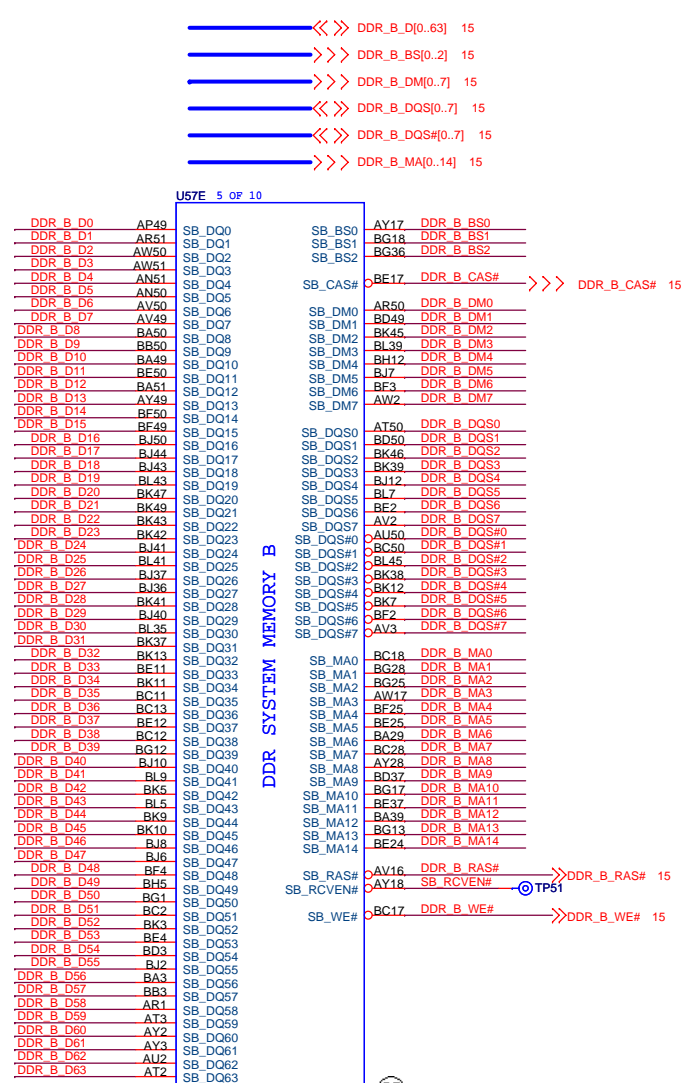 DDR_B_D[0..63] 15
DDR_B_BS[0..2] 15
DDR_B_DM[0..7] 15
DDR_B_DQS[0..7] 15
DDR_B_DQS#[0..7] 15
DDR_B_MA[0..14] 15
U57E 5 OF 10
DDR SYSTEM MEMORY B
DDR_B_D0 AP49 SB_DQ0
DDR_B_D1 AR51 SB_DQ1
DDR_B_D2 AW50 SB_DQ2
DDR_B_D3 AW51 SB_DQ3
DDR_B_D4 AN51 SB_DQ4
DDR_B_D5 AN50 SB_DQ5
DDR_B_D6 AV50 SB_DQ6
DDR_B_D7 AV49 SB_DQ7
DDR_B_D8 BA50 SB_DQ8
DDR_B_D9 BB50 SB_DQ9
DDR_B_D10 BA49 SB_DQ10
DDR_B_D11 BE50 SB_DQ11
DDR_B_D12 BA51 SB_DQ12
DDR_B_D13 AY49 SB_DQ13
DDR_B_D14 BF50 SB_DQ14
DDR_B_D15 BF49 SB_DQ15
DDR_B_D16 BJ50 SB_DQ16
DDR_B_D17 BJ44 SB_DQ17
DDR_B_D18 BJ43 SB_DQ18
DDR_B_D19 BL43 SB_DQ19
DDR_B_D20 BK47 SB_DQ20
DDR_B_D21 BK49 SB_DQ21
DDR_B_D22 BK43 SB_DQ22
DDR_B_D23 BK42 SB_DQ23
DDR_B_D24 BJ41 SB_DQ24
DDR_B_D25 BL41 SB_DQ25
DDR_B_D26 BJ37 SB_DQ26
DDR_B_D27 BJ36 SB_DQ27
DDR_B_D28 BK41 SB_DQ28
DDR_B_D29 BJ40 SB_DQ29
DDR_B_D30 BL35 SB_DQ30
DDR_B_D31 BK37 SB_DQ31
DDR_B_D32 BK13 SB_DQ32
DDR_B_D33 BE11 SB_DQ33
DDR_B_D34 BK11 SB_DQ34
DDR_B_D35 BC11 SB_DQ35
DDR_B_D36 BC13 SB_DQ36
DDR_B_D37 BE12 SB_DQ37
DDR_B_D38 BC12 SB_DQ38
DDR_B_D39 BG12 SB_DQ39
DDR_B_D40 BJ10 SB_DQ40
DDR_B_D41 BL9 SB_DQ41
DDR_B_D42 BK5 SB_DQ42
DDR_B_D43 BL5 SB_DQ43
DDR_B_D44 BK9 SB_DQ44
DDR_B_D45 BK10 SB_DQ45
DDR_B_D46 BJ8 SB_DQ46
DDR_B_D47 BJ6 SB_DQ47
DDR_B_D48 BF4 SB_DQ48
DDR_B_D49 BH5 SB_DQ49
DDR_B_D50 BG1 SB_DQ50
DDR_B_D51 BC2 SB_DQ51
DDR_B_D52 BK3 SB_DQ52
DDR_B_D53 BE4 SB_DQ53
DDR_B_D54 BD3 SB_DQ54
DDR_B_D55 BJ2 SB_DQ55
DDR_B_D56 BA3 SB_DQ56
DDR_B_D57 BB3 SB_DQ57
DDR_B_D58 AR1 SB_DQ58
DDR_B_D59 AT3 SB_DQ59
DDR_B_D60 AY2 SB_DQ60
DDR_B_D61 AY3 SB_DQ61
DDR_B_D62 AU2 SB_DQ62
DDR_B_D63 AT2 SB_DQ63
SB_BS0 AY17 DDR_B_BS0
SB_BS1 BG18 DDR_B_BS1
SB_BS2 BG36 DDR_B_BS2
SB_CAS# BE17 DDR_B_CAS# DDR_B_CAS# 15
SB_DM0 AR50 DDR_B_DM0
SB_DM1 BD49 DDR_B_DM1
SB_DM2 BK45 DDR_B_DM2
SB_DM3 BL39 DDR_B_DM3
SB_DM4 BH12 DDR_B_DM4
SB_DM5 BJ7 DDR_B_DM5
SB_DM6 BF3 DDR_B_DM6
SB_DM7 AW2 DDR_B_DM7
SB_DQS0 AT50 DDR_B_DQS0
SB_DQS1 BD50 DDR_B_DQS1
SB_DQS2 BK46 DDR_B_DQS2
SB_DQS3 BK39 DDR_B_DQS3
SB_DQS4 BJ12 DDR_B_DQS4
SB_DQS5 BL7 DDR_B_DQS5
SB_DQS6 BE2 DDR_B_DQS6
SB_DQS7 AV2 DDR_B_DQS7
SB_DQS#0 AU50 DDR_B_DQS#0
SB_DQS#1 BC50 DDR_B_DQS#1
SB_DQS#2 BL45 DDR_B_DQS#2
SB_DQS#3 BK38 DDR_B_DQS#3
SB_DQS#4 BK12 DDR_B_DQS#4
SB_DQS#5 BK7 DDR_B_DQS#5
SB_DQS#6 BF2 DDR_B_DQS#6
SB_DQS#7 AV3 DDR_B_DQS#7
SB_MA0 BC18 DDR_B_MA0
SB_MA1 BG28 DDR_B_MA1
SB_MA2 BG25 DDR_B_MA2
SB_MA3 AW17 DDR_B_MA3
SB_MA4 BF25 DDR_B_MA4
SB_MA5 BE25 DDR_B_MA5
SB_MA6 BA29 DDR_B_MA6
SB_MA7 BC28 DDR_B_MA7
SB_MA8 AY28 DDR_B_MA8
SB_MA9 BD37 DDR_B_MA9
SB_MA10 BG17 DDR_B_MA10
SB_MA11 BE37 DDR_B_MA11
SB_MA12 BA39 DDR_B_MA12
SB_MA13 BG13 DDR_B_MA13
SB_MA14 BE24 DDR_B_MA14
SB_RAS# AV16 DDR_B_RAS# DDR_B_RAS# 15
SB_RCVEN# AY18 SB_RCVEN# TP51
SB_WE# BC17 DDR_B_WE# DDR_B_WE# 15